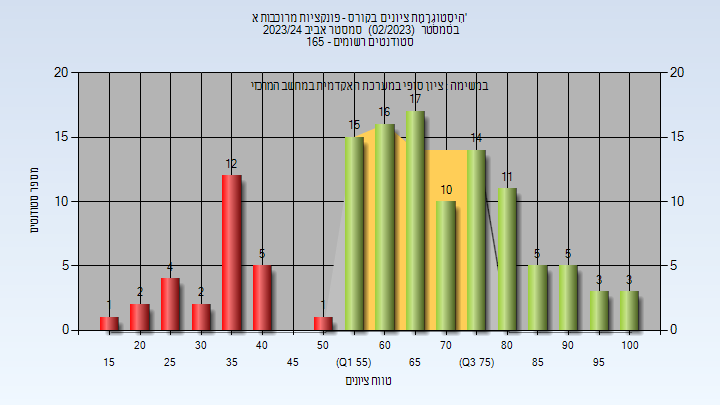 היסטוגרמת ציונים בקורס - פונקציות מרוכבות א'
בסמסטר (02/2023) סמסטר אביב 2023/24
סטודנטים רשומים - 165
במשימה: ציון סופי במערכת האקדמית במחשב המרכזי
20 20
15 15
10 10
5 5
0 0
1 2 4 2 12 5 1 15 16 17 10 14 11 5 5 3 3
מספר סטודנטים
20 30 40 50 60 70 80 90 100
15 25 35 45 (Q1 55) 65 (Q3 75) 85 95
טווח ציונים